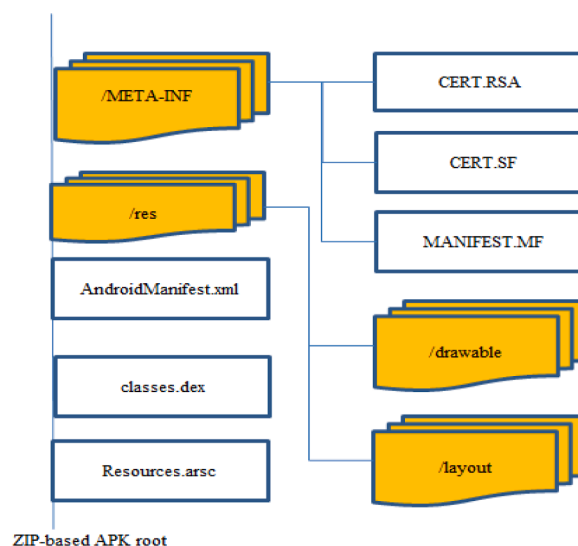 /META-INF
CERT.RSA
CERT.SF
/res
MANIFEST.MF
AndroidManifest.xml
/drawable
classes.dex
/layout
Resources.arsc
ZIP-based APK root